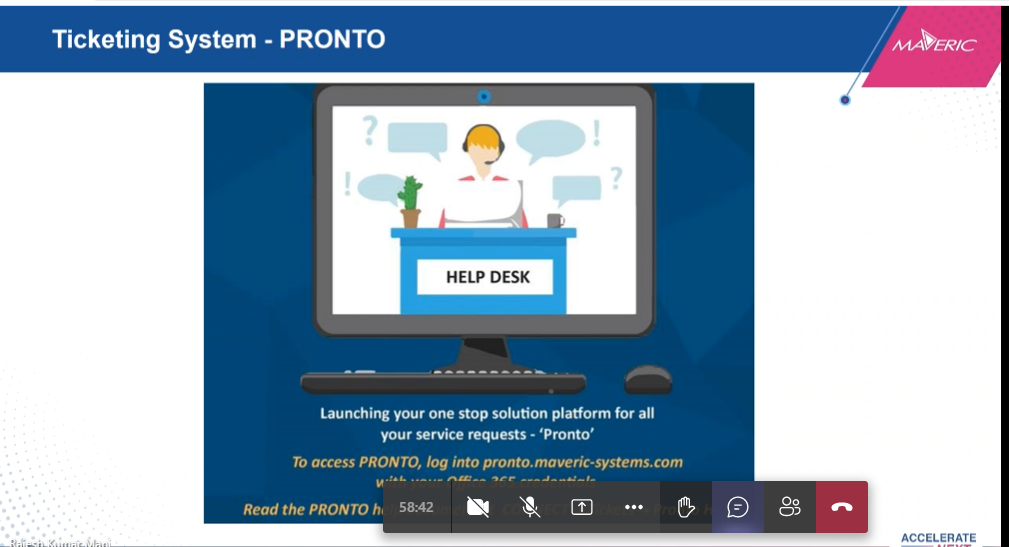 Ticketing System - PRONTO
MAVERIC
? !
! ?
HELP DESK
Launching your one stop solution platform for all
your service requests - ‘Pronto’
To access PRONTO, log into pronto.maveric-systems.com
with your Office 365 credentials
Read the PRONTO
58:42
Rajesh Kumar Mani
ACCELERATE
NEXT